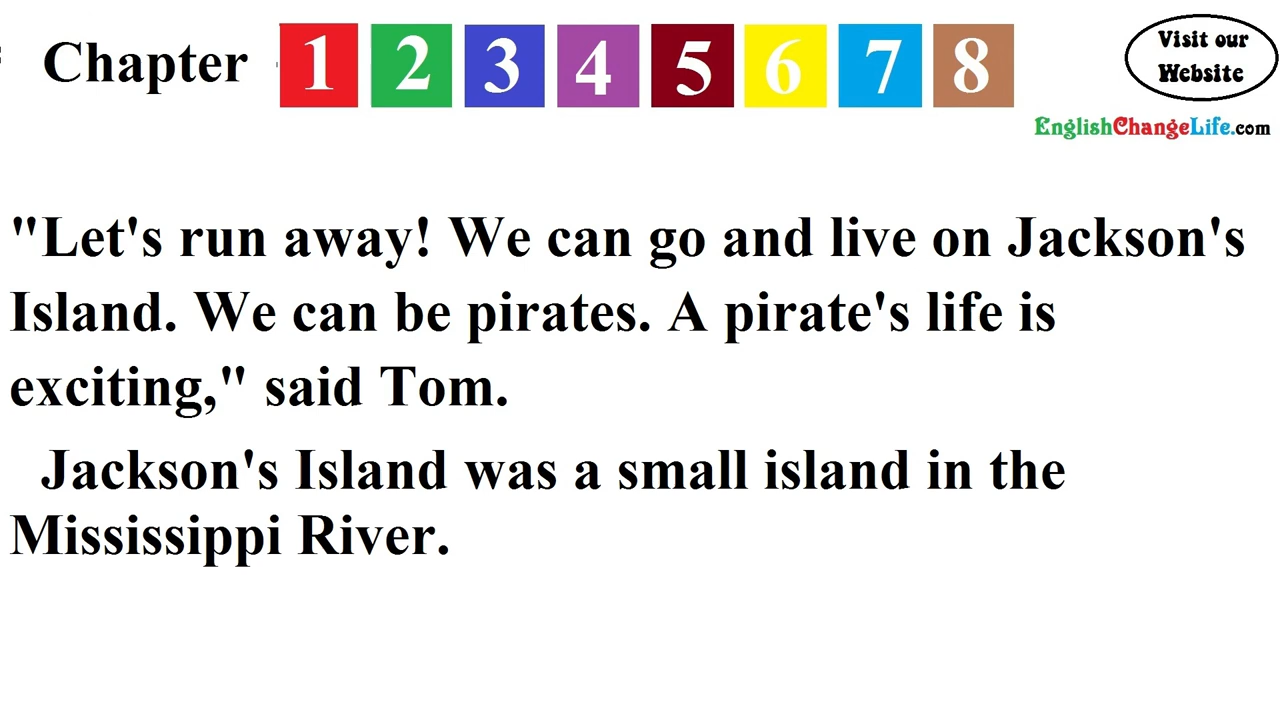 Chapter 1 2 3 4 5 6 7 8
Visit our
Website
EnglishChangeLife.com
"Let's run away! We can go and live on Jackson's
Island. We can be pirates. A pirate's life is
exciting," said Tom.
Jackson's Island was a small island in the
Mississippi River.